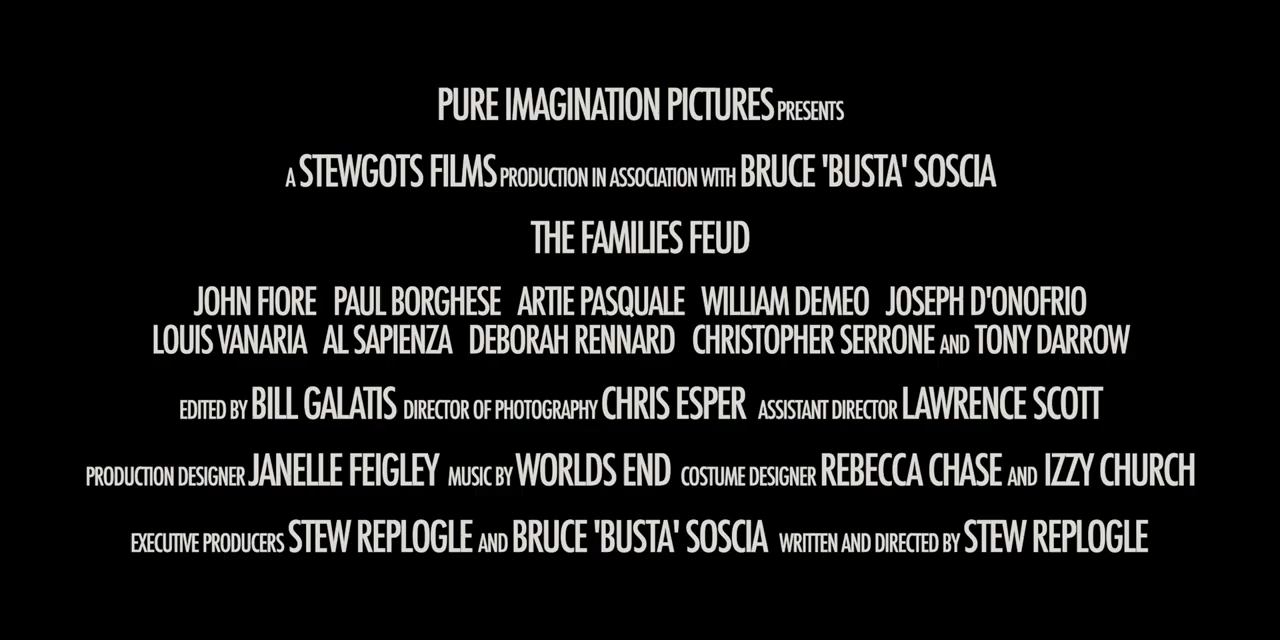 PURE IMAGINATION PICTURES PRESENTS
A STEWGOTS FILMS PRODUCTION IN ASSOCIATION WITH BRUCE 'BUSTA' SOSCIA
THE FAMILIES FEUD
JOHN FIORE PAUL BORGHESE ARTIE PASQUALE WILLIAM DEMEO JOSEPH D'ONOFRIO
LOUIS VANARIA AL SAPIENZA DEBORAH RENNARD CHRISTOPHER SERRONE AND TONY DARROW
EDITED BY BILL GALATIS DIRECTOR OF PHOTOGRAPHY CHRIS ESPER ASSISTANT DIRECTOR LAWRENCE SCOTT
PRODUCTION DESIGNER JANELLE FEIGLEY MUSIC BY WORLDS END COSTUME DESIGNER REBECCA CHASE AND IZZY CHURCH
EXECUTIVE PRODUCERS STEW REPLOGLE AND BRUCE 'BUSTA' SOSCIA WRITTEN AND DIRECTED BY STEW REPLOGLE